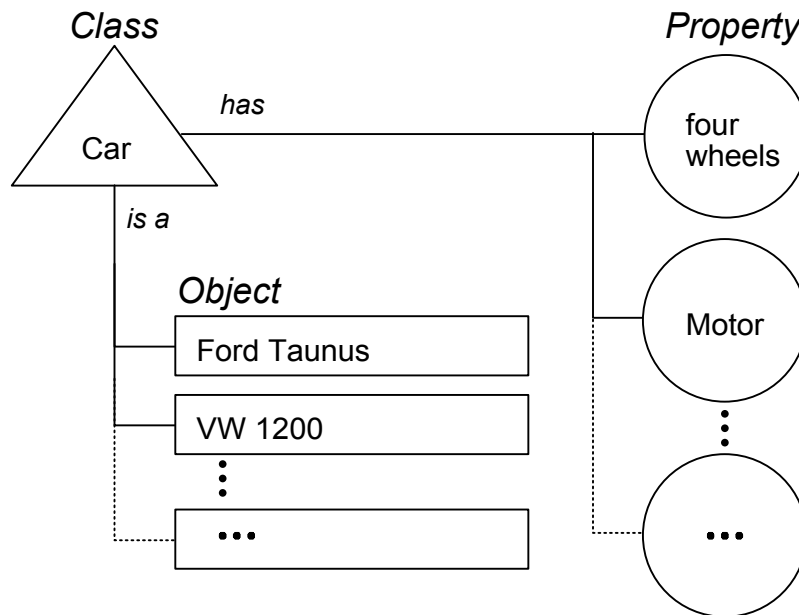 Class
Property
has
Car
four
wheels
is a
Object
Ford Taunus
Motor
VW 1200
...
...